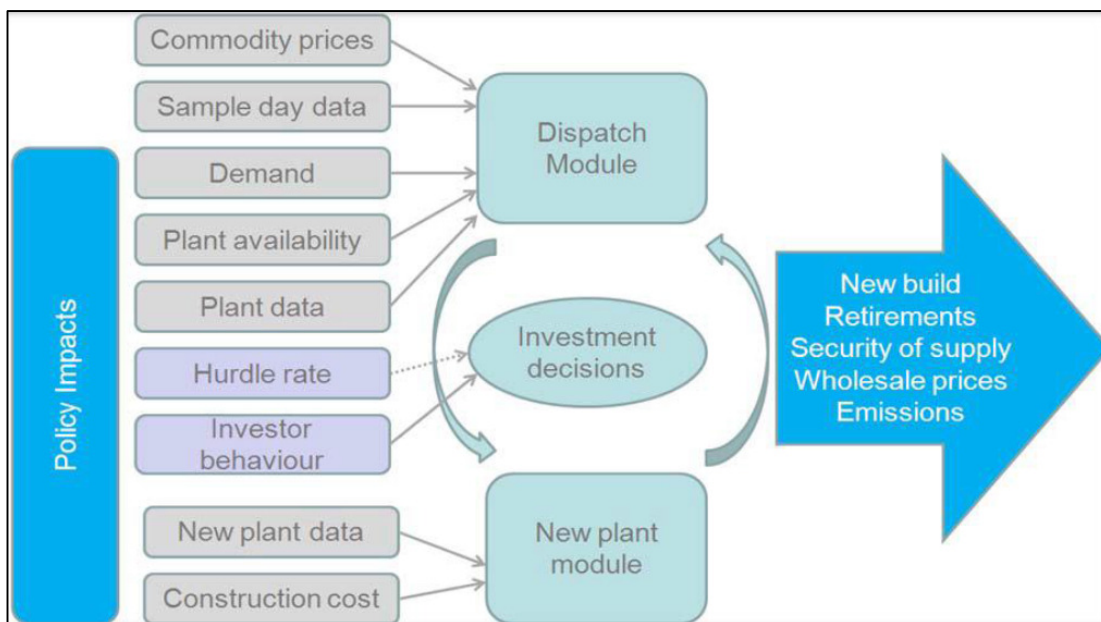 Policy Impacts
Commodity prices
Sample day data
Demand
Plant availability
Plant data
Hurdle rate
Investor
behaviour
New plant data
Construction cost
Dispatch
Module
Investment
decisions
New plant
module
New build
Retirements
Security of supply
Wholesale prices
Emissions